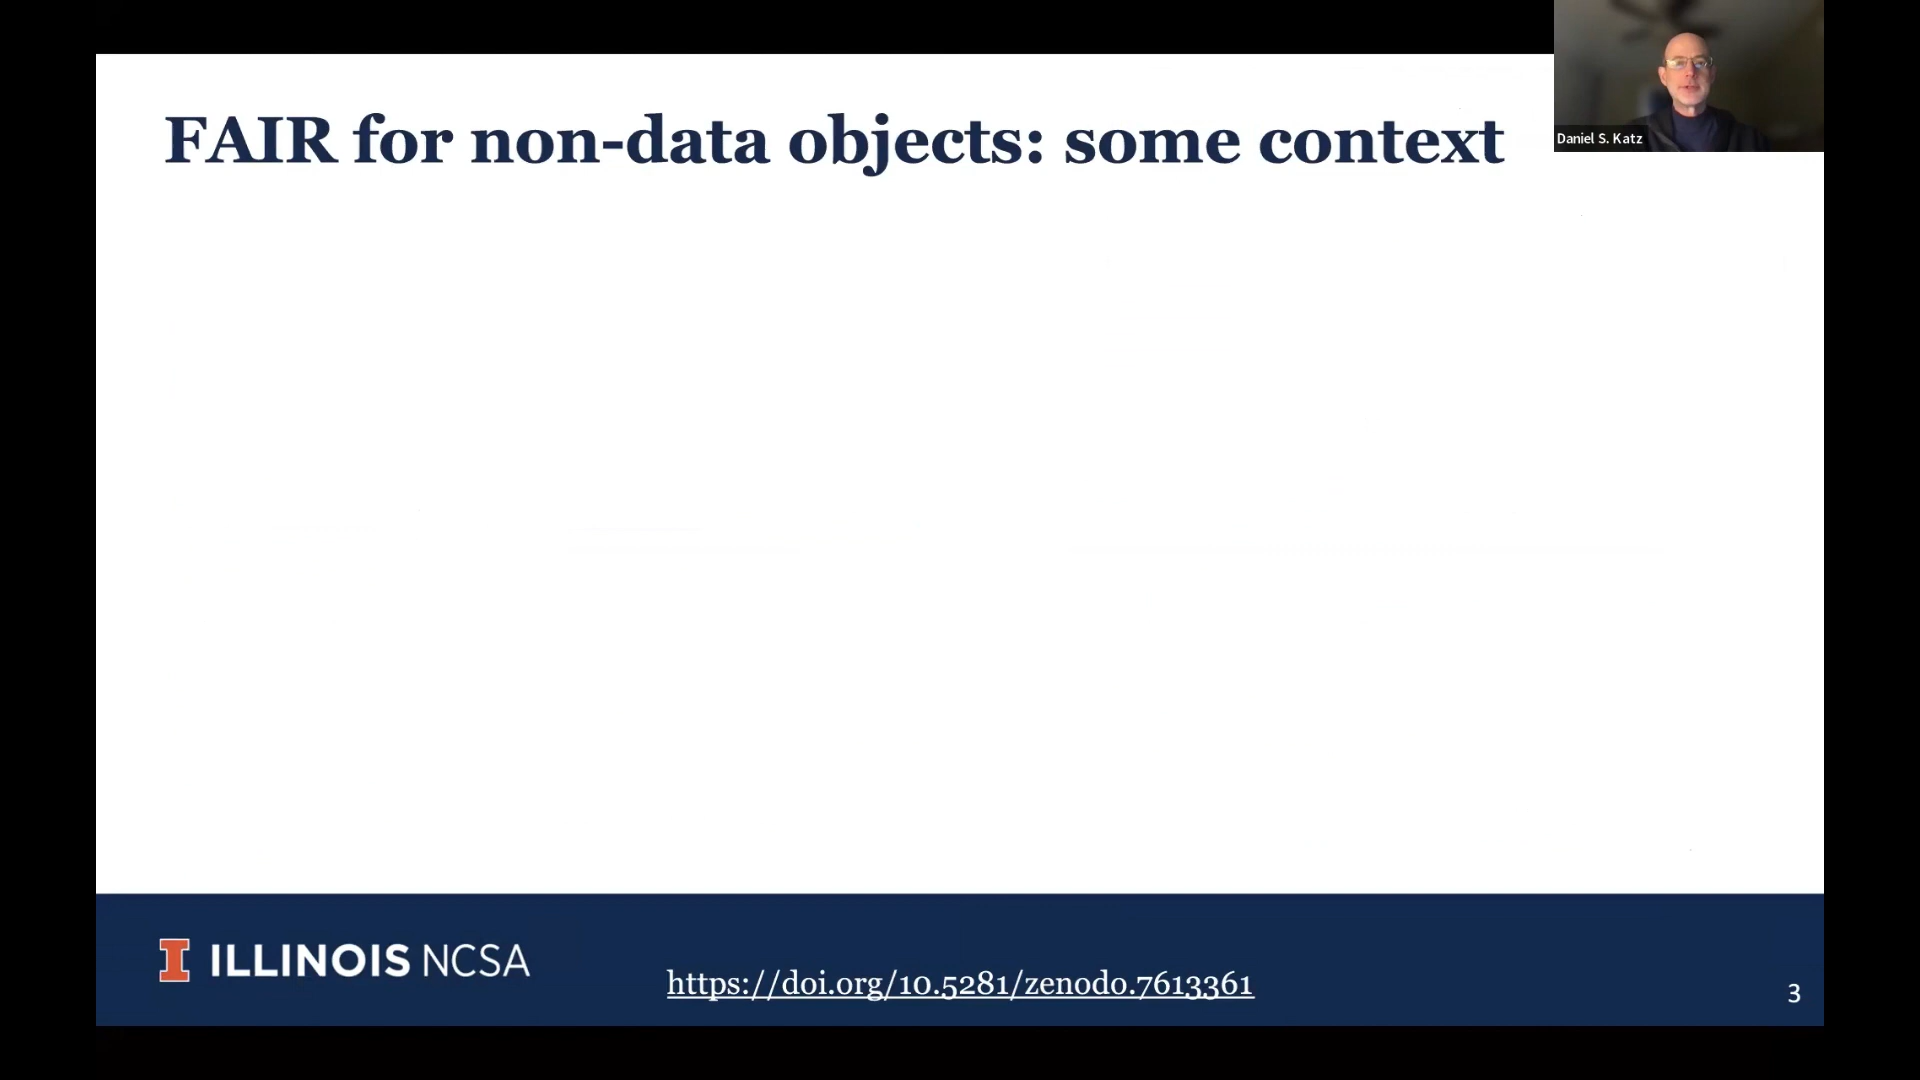 FAIR for non-data objects: some context
Daniel S. Katz
ILLINOIS NCSA
https://doi.org/10.5281/zenodo.7613361
3